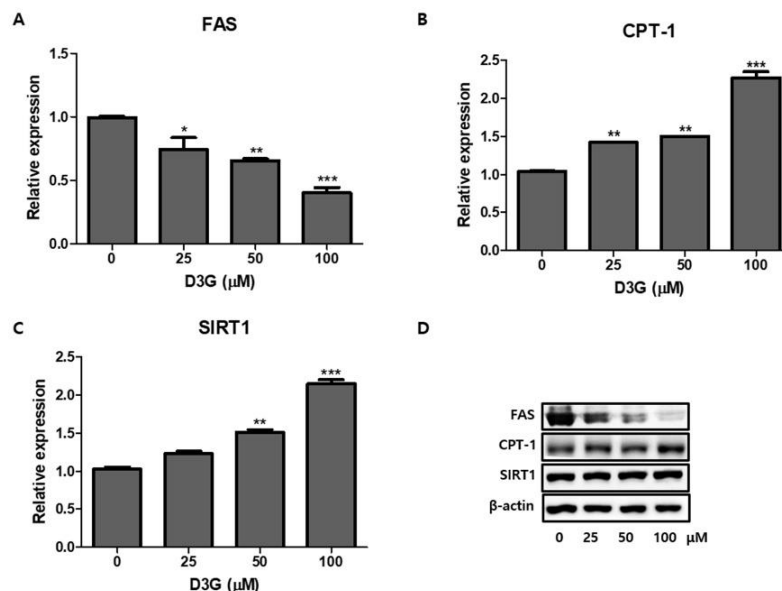 A
FAS
Relative expression
1.5
1.0
0.5
0.0
*
**
***
0 25 50 100
D3G (μM)
B
CPT-1
Relative expression
2.5
2.0
1.5
1.0
0.5
0.0
**
**
***
0 25 50 100
D3G (μM)
C
SIRT1
Relative expression
2.5
2.0
1.5
1.0
0.5
0.0
**
***
0 25 50 100
D3G (μM)
D
FAS
CPT-1
SIRT1
β-actin
0 25 50 100 μM